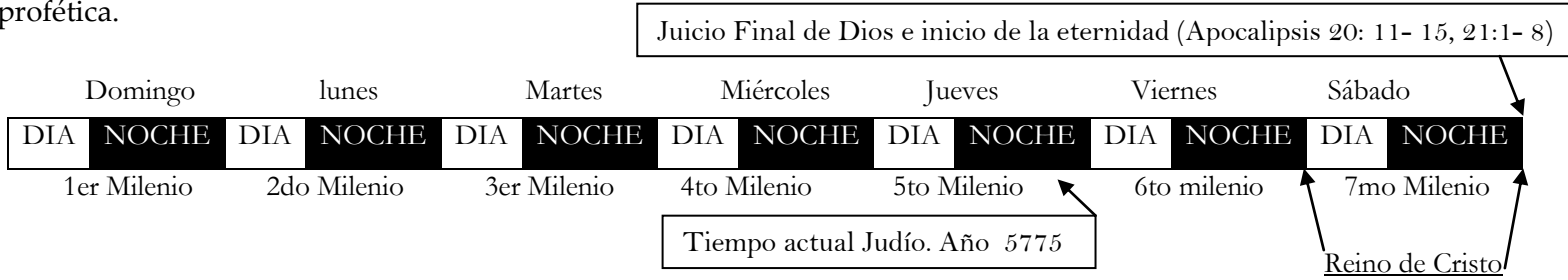 profética.
Juicio Final de Dios e inicio de la eternidad (Apocalipsis 20: 11- 15, 21:1- 8)
Domingo lunes Martes Miércoles Jueves Viernes Sábado
DIA NOCHE DIA NOCHE DIA NOCHE DIA NOCHE DIA NOCHE DIA NOCHE DIA NOCHE
1er Milenio 2do Milenio 3er Milenio 4to Milenio 5to Milenio 6to milenio 7mo Milenio
Tiempo actual Judío. Año 5775
Reino de Cristo